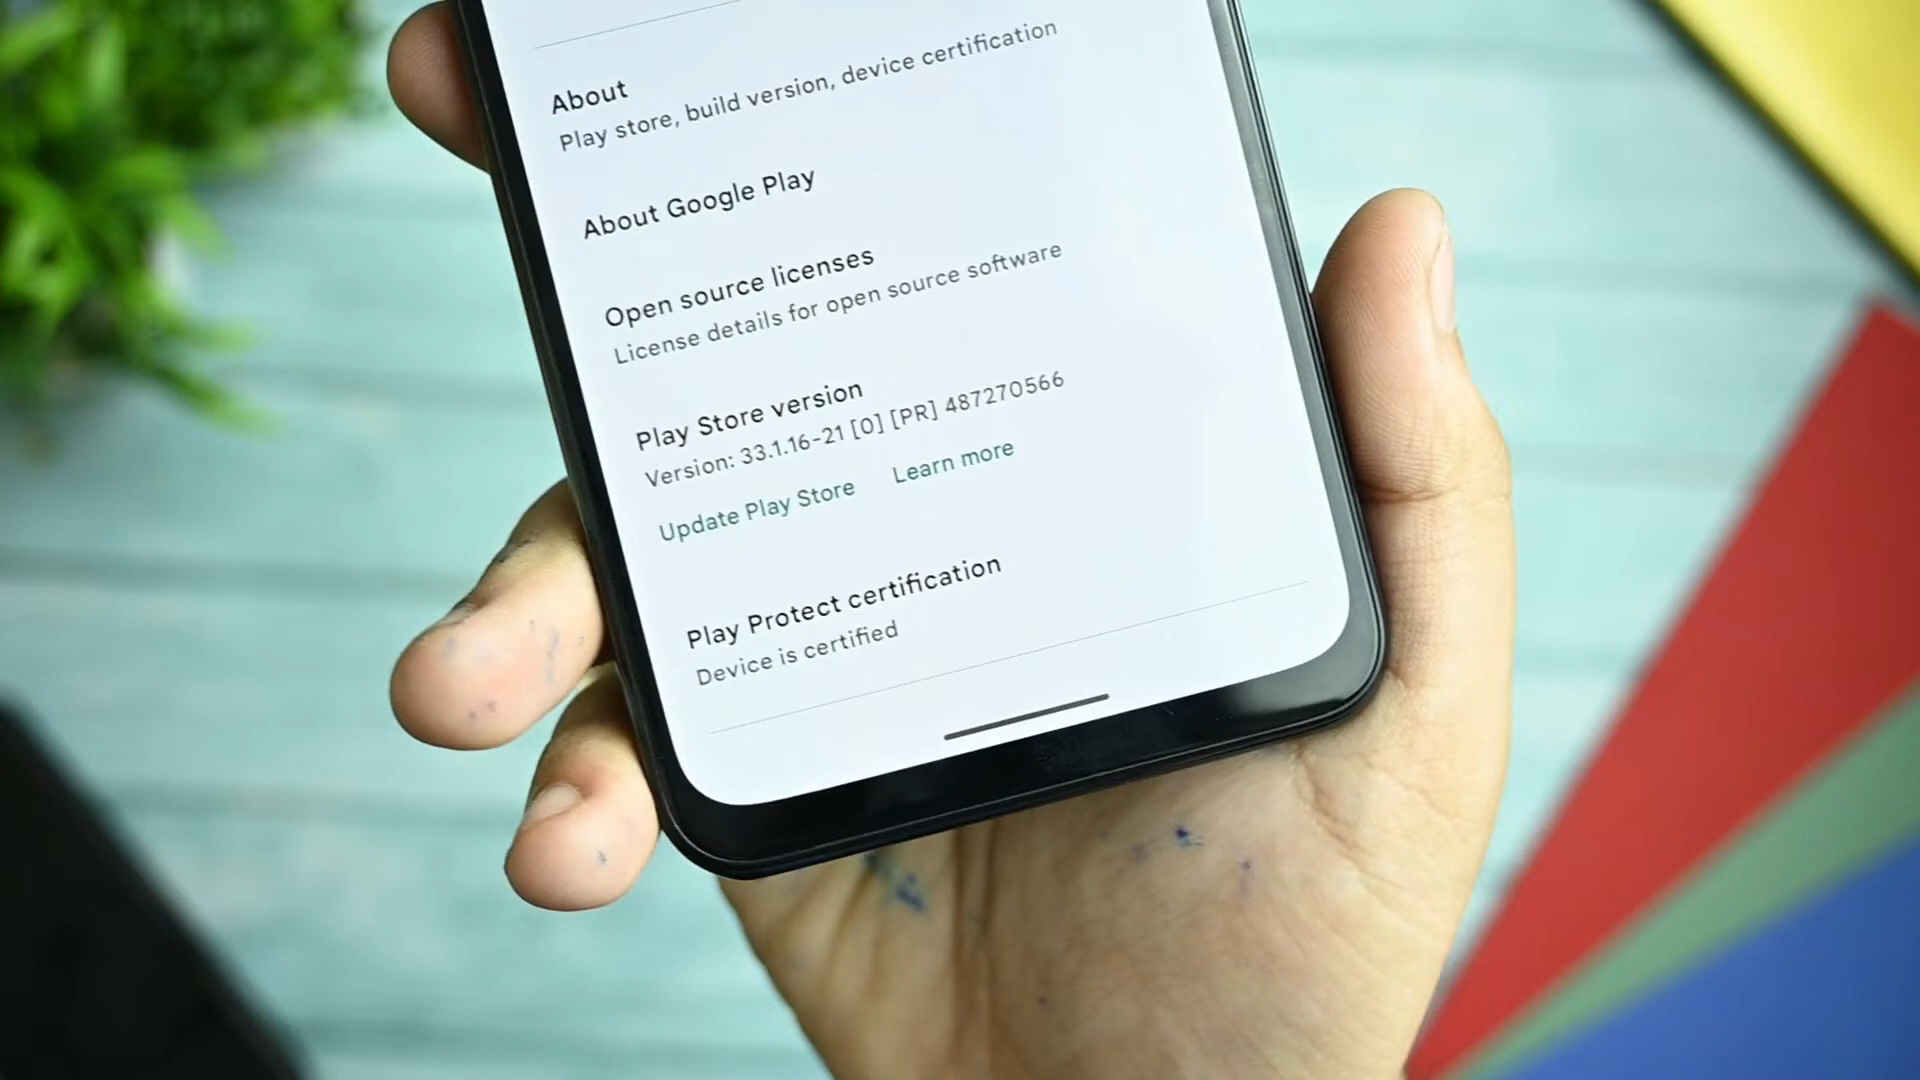 About
Play store, build version, device certification
About Google Play
Open source licenses
License details for open source software
Play Store version
Version: 33.1.16-21 [0] [PR] 487270566
Update Play Store Learn more
Play Protect certification
Device is certified